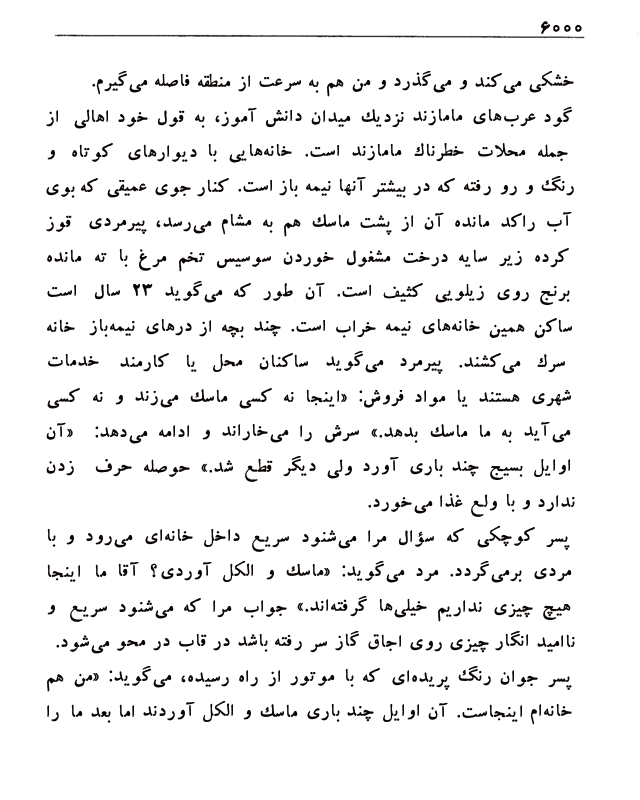 ۶۰۰۰
خشکی می‌کند و می‌گذرد و من هم به سرعت از منطقه فاصله می‌گیرم.
گود عرب‌های مامازند نزدیك میدان دانش آموز، به قول خود اهالی از
جمله محلات خطرناك مامازند است. خانه‌هایی با دیوارهای کوتاه و
رنگ و رو رفته که در بیشتر آنها نیمه باز است. کنار جوی عمیقی که بوی
آب راکد مانده آن از پشت ماسك هم به مشام می‌رسد، پیرمردی قوز
کرده زیر سایه درخت مشغول خوردن سوسیس تخم مرغ با ته مانده
برنج روی زیلویی کثیف است. آن طور که می‌گوید ۲۳ سال است
ساکن همین خانه‌های نیمه خراب است. چند بچه از درهای نیمه‌باز خانه
سرك می‌کشند. پیرمرد می‌گوید ساکنان محل یا کارمند خدمات
شهری هستند یا مواد فروش: «اینجا نه کسی ماسك می‌زند و نه کسی
می‌آید به ما ماسك بدهد.» سرش را می‌خاراند و ادامه می‌دهد: «آن
اوایل بسیج چند باری آورد ولی دیگر قطع شد.» حوصله حرف زدن
ندارد و با ولع غذا می‌خورد.
پسر کوچکی که سؤال مرا می‌شنود سریع داخل خانه‌ای می‌رود و با
مردی برمی‌گردد. مرد می‌گوید: «ماسك و الکل آوردی؟ آقا ما اینجا
هیچ چیزی نداریم خیلی‌ها گرفته‌اند.» جواب مرا که می‌شنود سریع و
ناامید انگار چیزی روی اجاق گاز سر رفته باشد در قاب در محو می‌شود.
پسر جوان رنگ پریده‌ای که با موتور از راه رسیده، می‌گوید: «من هم
خانه‌ام اینجاست. آن اوایل چند باری ماسك و الکل آوردند اما بعد ما را